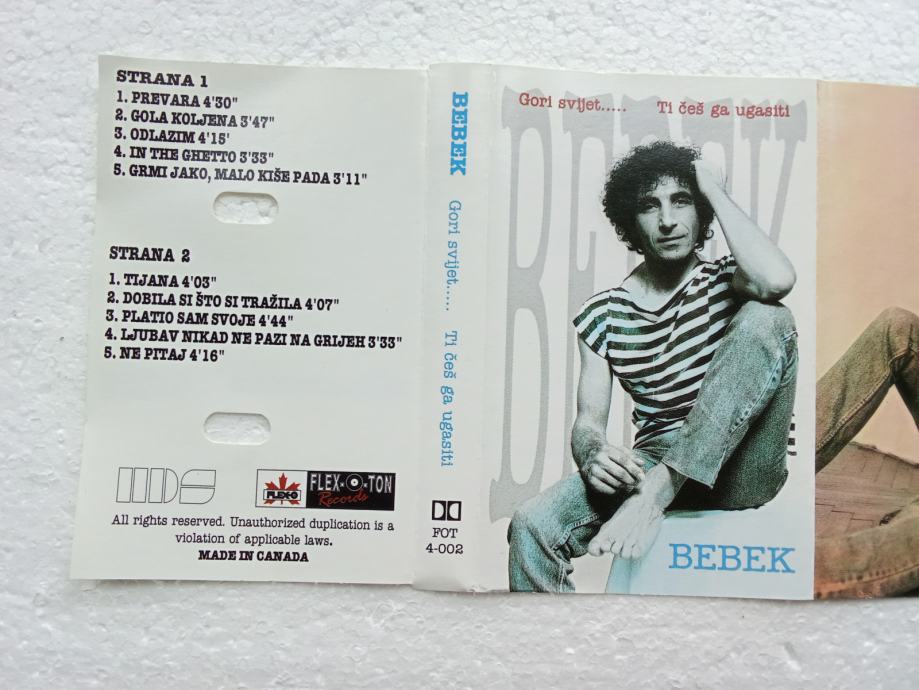 STRANA 1
1. PREVARA 4'30"
2. GOLA KOLJENA 3'47"
3. ODLAZIM 4'15'
4. IN THE GHETTO 3'33"
5. GRMI JAKO, MALO KIŠE PADA 3'11"
STRANA 2
1. TIJANA 4'03"
2. DOBILA SI ŠTO SI TRAŽILA 4'07"
3. PLATIO SAM SVOJE 4'44"
4. LJUBAV NIKAD NE PAZI NA GRIJEH 3'33"
5. NE PITAJ 4'16"
MDS
FLEX-O
FLEX-O-TON
Records
All rights reserved. Unauthorized duplication is a
violation of applicable laws.
MADE IN CANADA
BEBEK Gori svijet..... Ti češ ga ugasiti
FOT
4-002
Gori svijet..... Ti češ ga ugasiti
BEBEK
BEBEK